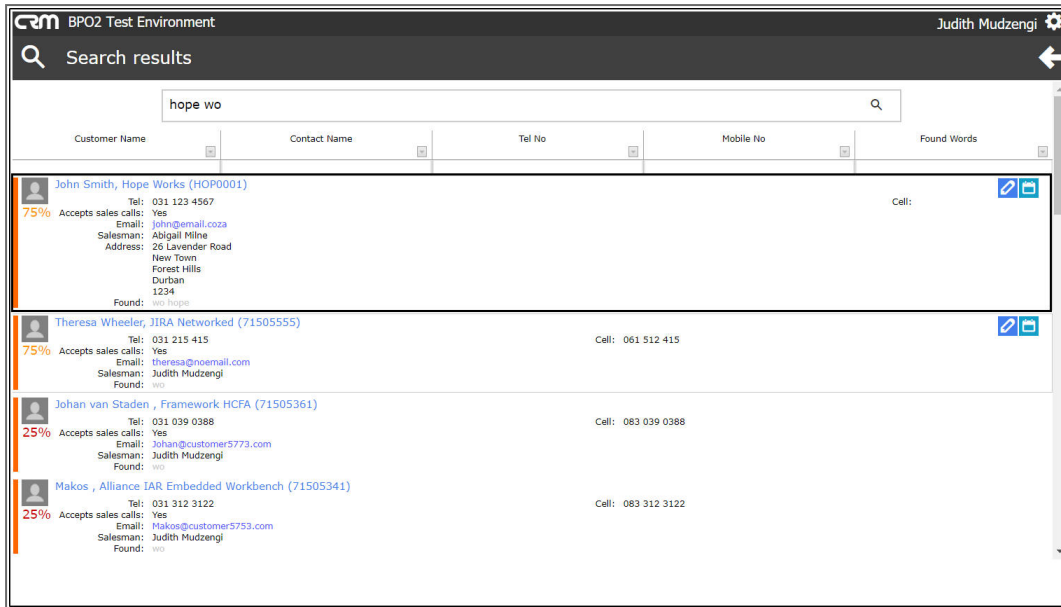 CRM BPO2 Test Environment Judith Mudzengi
Search results
hope wo
Customer Name Contact Name Tel No Mobile No Found Words
John Smith, Hope Works (HOP0001)
75%
Tel: 031 123 4567 Cell:
Accepts sales calls: Yes
Email: john@email.coza
Salesman: Abigail Milne
Address: 26 Lavender Road
New Town
Forest Hills
Durban
1234
Found: wo hope
Theresa Wheeler, JIRA Networked (71505555)
75%
Tel: 031 215 415 Cell: 061 512 415
Accepts sales calls: Yes
Email: theresa@noemail.com
Salesman: Judith Mudzengi
Found: wo
Johan van Staden , Framework HCFA (71505361)
25%
Tel: 031 039 0388 Cell: 083 039 0388
Accepts sales calls: Yes
Email: Johan@customer5773.com
Salesman: Judith Mudzengi
Found: wo
Makos , Alliance IAR Embedded Workbench (71505341)
25%
Tel: 031 312 3122 Cell: 083 312 3122
Accepts sales calls: Yes
Email: Makos@customer5753.com
Salesman: Judith Mudzengi
Found: wo